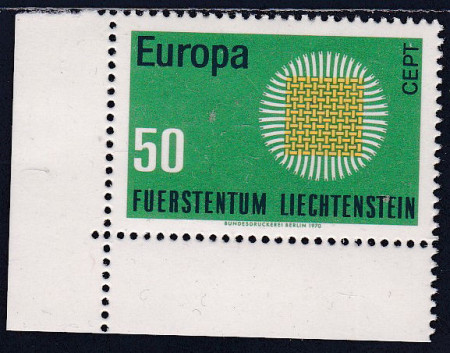 Europa
CEPT
50
FUERSTENTUM LIECHTENSTEIN
BUNDESDRUCKEREI BERLIN 1970